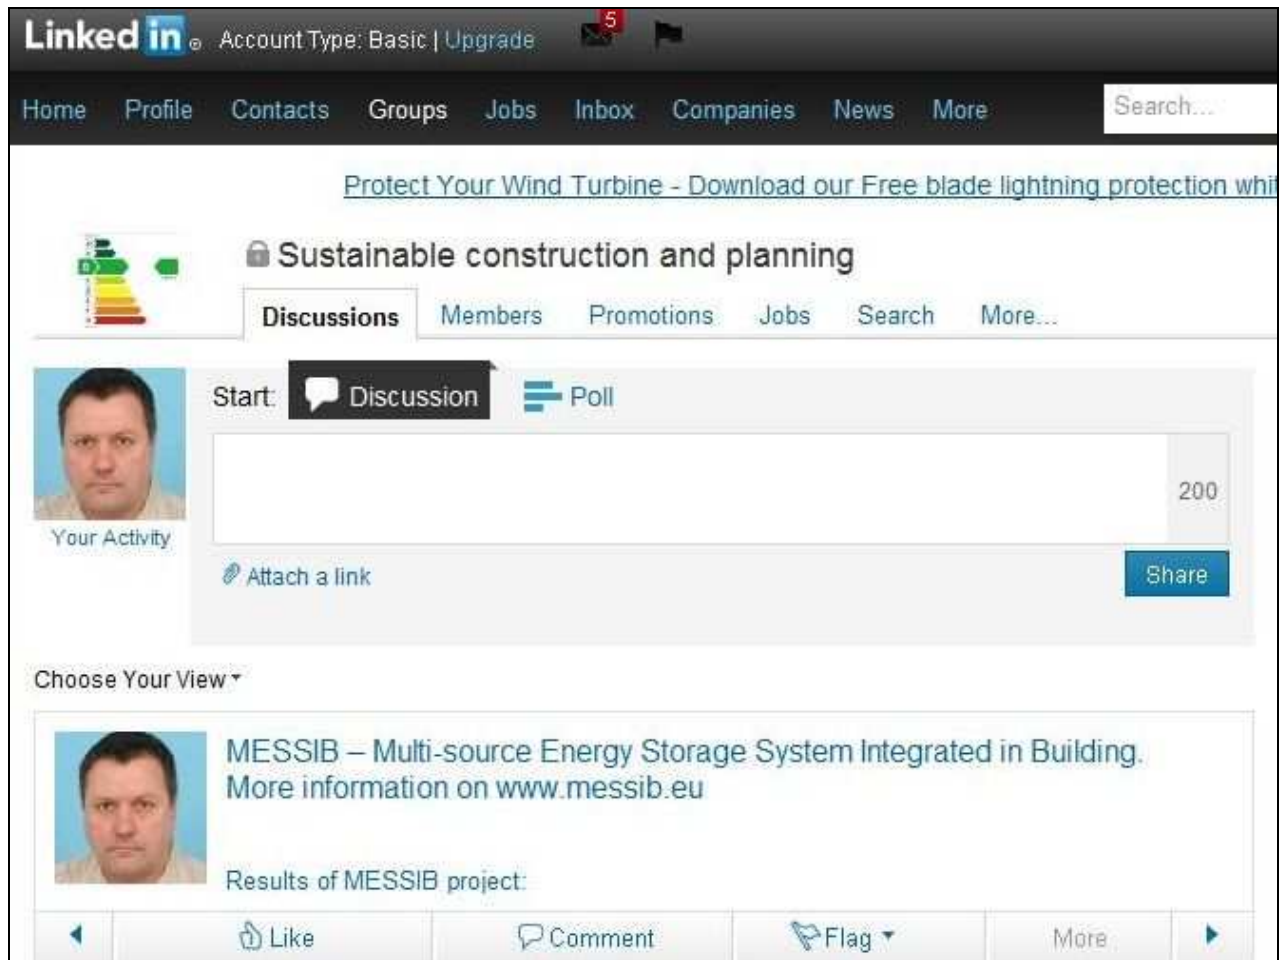 Linked in ® Account Type: Basic | Upgrade 5
Home Profile Contacts Groups Jobs Inbox Companies News More Search...
Protect Your Wind Turbine - Download our Free blade lightning protection whi
Sustainable construction and planning
Discussions Members Promotions Jobs Search More...
Start: Discussion Poll
200
Your Activity
Attach a link Share
Choose Your View
MESSIB – Multi-source Energy Storage System Integrated in Building.
More information on www.messib.eu
Results of MESSIB project:
Like Comment Flag More